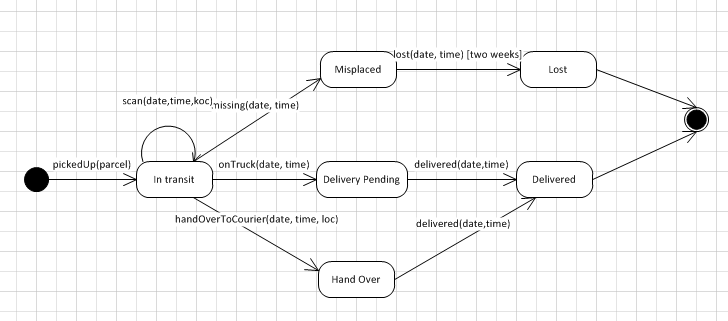 lost(date, time) [two weeks]
Misplaced
Lost
scan(date,time,koc)
missing(date, time)
pickedUp(parcel)
onTruck(date, time)
delivered(date,time)
In transit
Delivery Pending
Delivered
handOverToCourier(date, time, loc)
delivered(date,time)
Hand Over